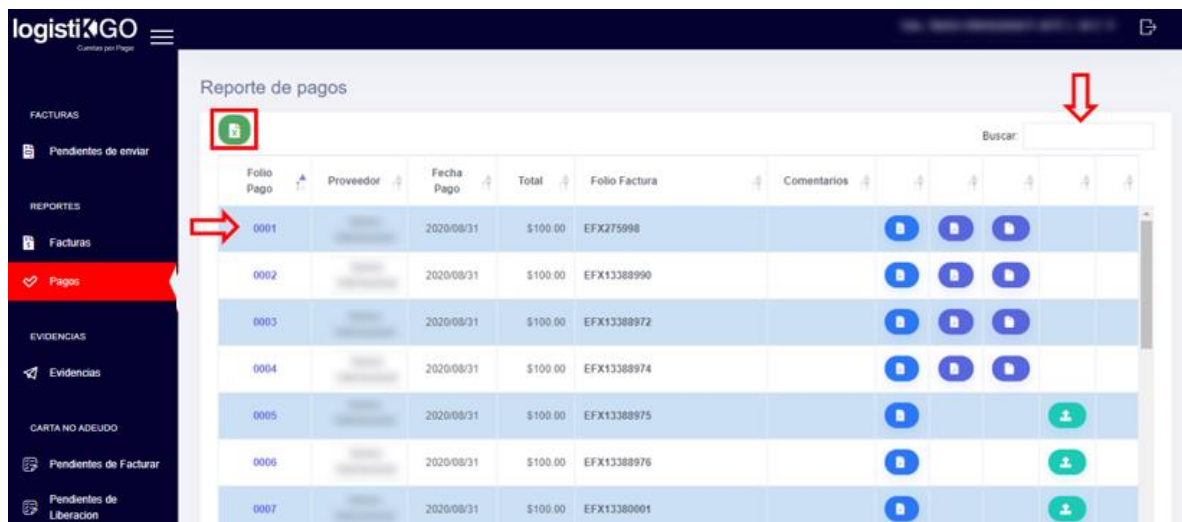 logistikGO
Cuentas por Pagar
FACTURAS
Pendientes de enviar
REPORTES
Facturas
Pagos
EVIDENCIAS
Evidencias
CARTA NO ADEUDO
Pendientes de Facturar
Pendientes de
Liberacion
Reporte de pagos
Buscar:
Folio Pago Proveedor Fecha Pago Total Folio Factura Comentarios
0001 2020/08/31 $100.00 EFX275998
0002 2020/08/31 $100.00 EFX13388990
0003 2020/08/31 $100.00 EFX13388972
0004 2020/08/31 $100.00 EFX13388974
0005 2020/08/31 $100.00 EFX13388975
0006 2020/08/31 $100.00 EFX13388976
0007 2020/08/31 $100.00 EFX13380001